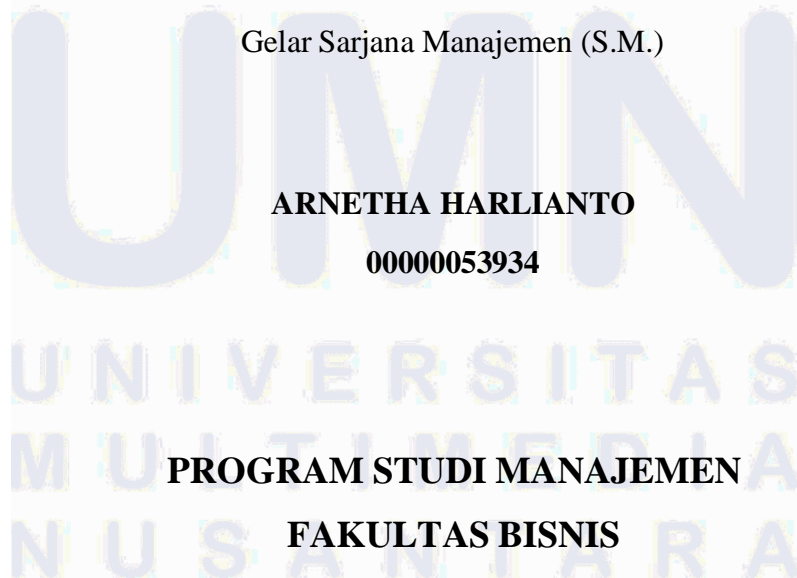 UMN
Gelar Sarjana Manajemen (S.M.)
ARNETHA HARLIANTO
00000053934
UNIVERSITAS
MULTIMEDIA
PROGRAM STUDI MANAJEMEN
NUSANTARA
FAKULTAS BISNIS